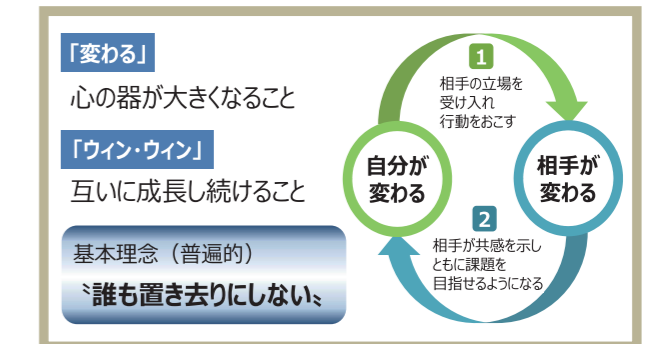 「変わる」
心の器が大きくなること
「ウィン・ウィン」
互いに成長し続けること
基本理念（普遍的）
〝誰も置き去りにしない〟
1
相手の立場を
受け入れ
行動をおこす
自分が
変わる
相手が
変わる
2
相手が共感を示し
ともに課題を
目指せるようになる